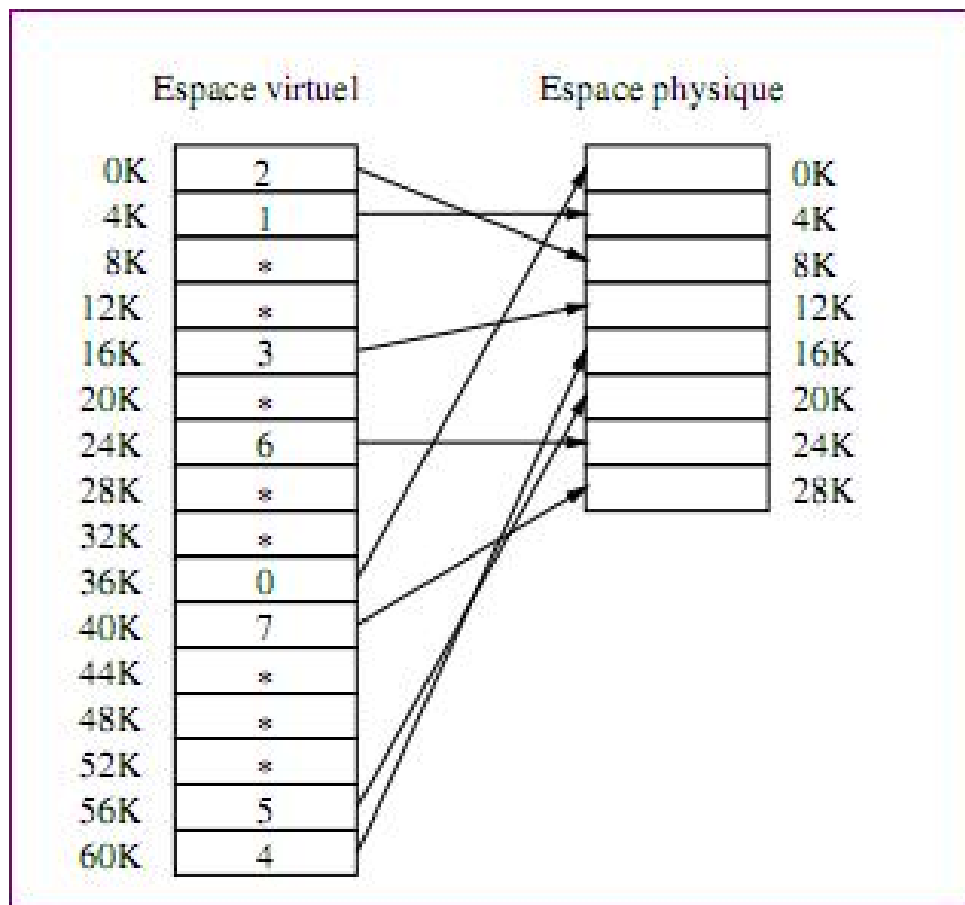 Espace virtuel Espace physique
0K 2 0K
4K 1 4K
8K * 8K
12K * 12K
16K 3 16K
20K * 20K
24K 6 24K
28K * 28K
32K *
36K 0
40K 7
44K *
48K *
52K *
56K 5
60K 4